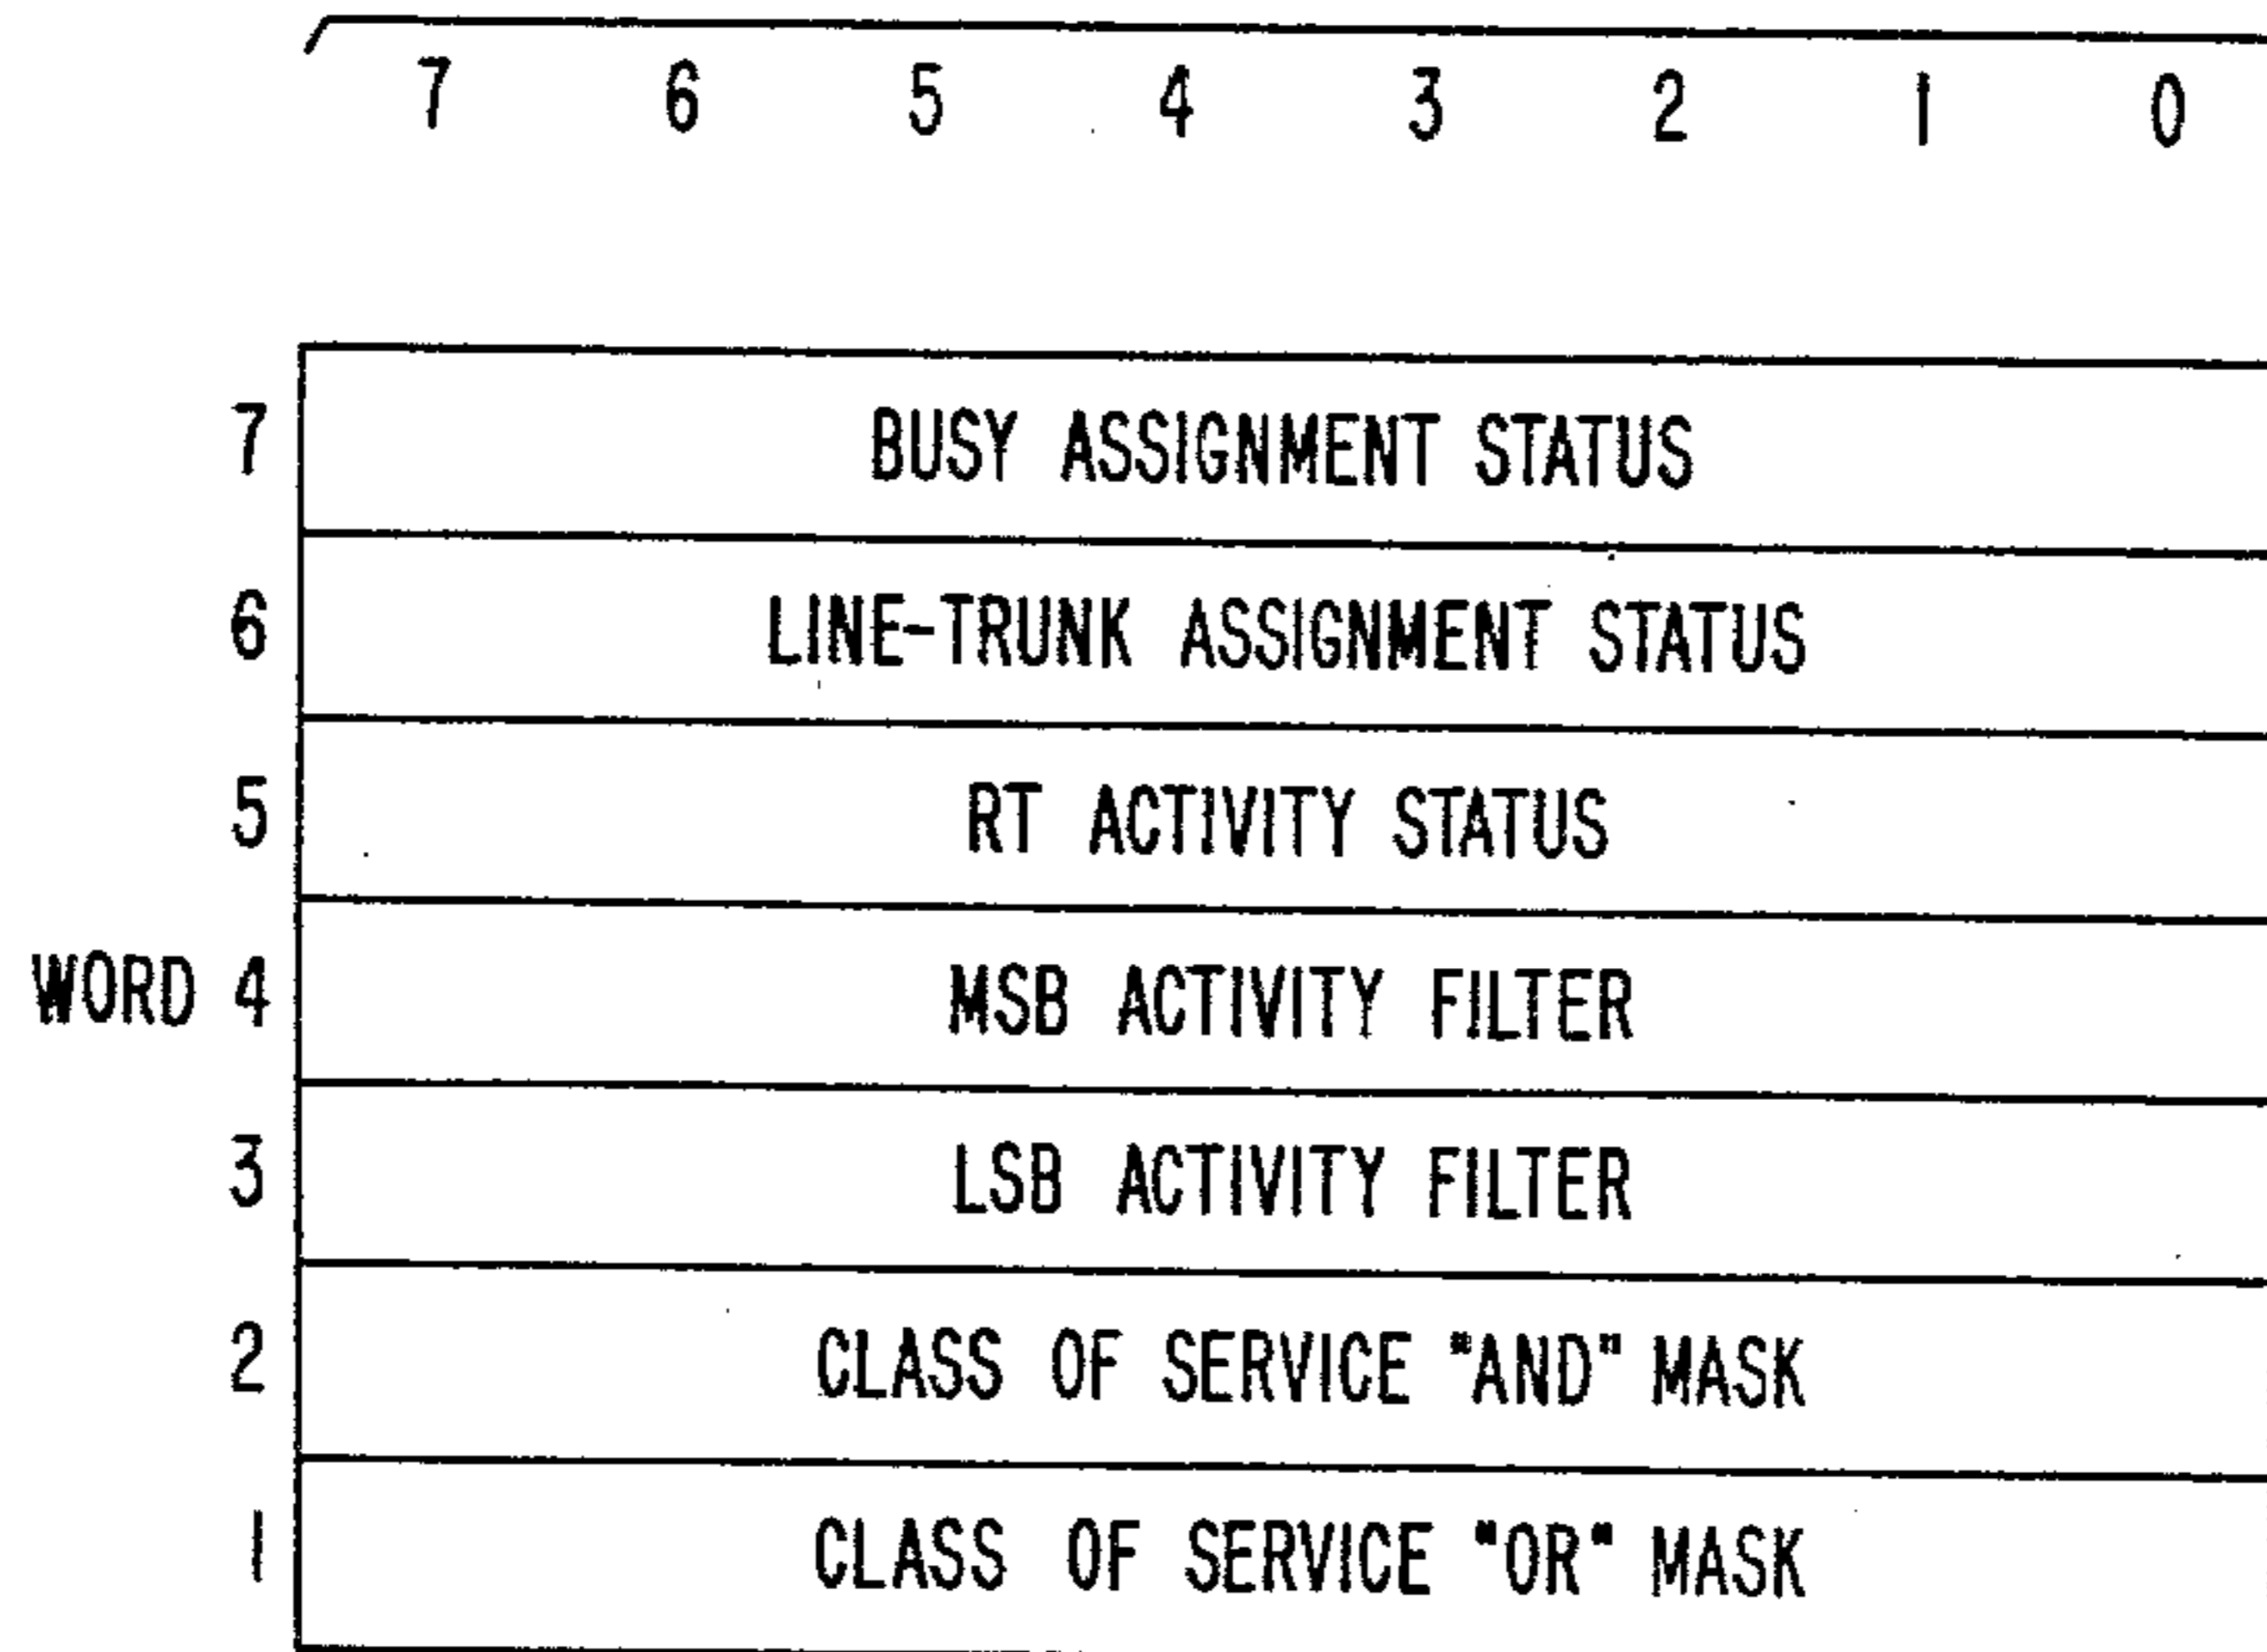 7 6 5 4 3 2 1 0
7 BUSY ASSIGNMENT STATUS
6 LINE-TRUNK ASSIGNMENT STATUS
5 RT ACTIVITY STATUS
WORD 4 MSB ACTIVITY FILTER
3 LSB ACTIVITY FILTER
2 CLASS OF SERVICE "AND" MASK
1 CLASS OF SERVICE "OR" MASK